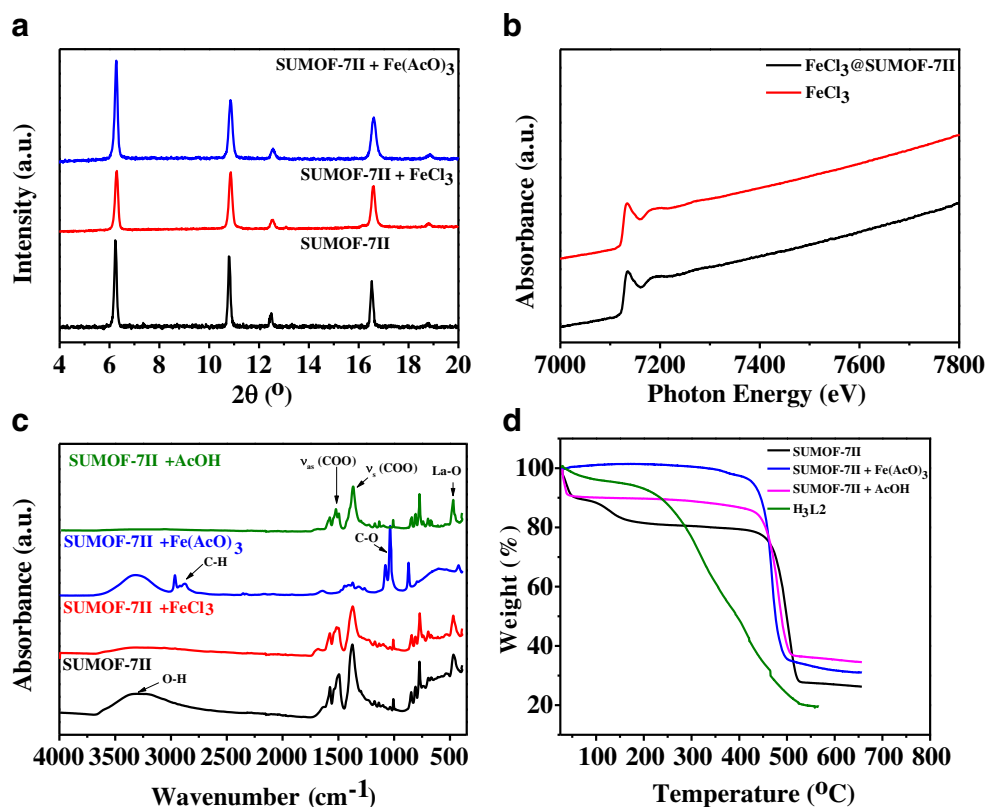 a
SUMOF-7II + Fe(AcO)3
SUMOF-7II + FeCl3
SUMOF-7II
Intensity (a.u.)
4 6 8 10 12 14 16 18 20
2θ (º)
b
FeCl3@SUMOF-7II
FeCl3
Absorbance (a.u.)
7000 7200 7400 7600 7800
Photon Energy (eV)
c
SUMOF-7II +AcOH
νas (COO)
νs (COO)
La-O
SUMOF-7II +Fe(AcO)3
C-H
C-O
SUMOF-7II +FeCl3
SUMOF-7II
O-H
Absorbance (a.u.)
4000 3500 3000 2500 2000 1500 1000 500
Wavenumber (cm-1)
d
SUMOF-7II
SUMOF-7II + Fe(AcO)3
SUMOF-7II + AcOH
H3L2
Weight (%)
100
80
60
40
20
100 200 300 400 500 600 700 800
Temperature (ºC)